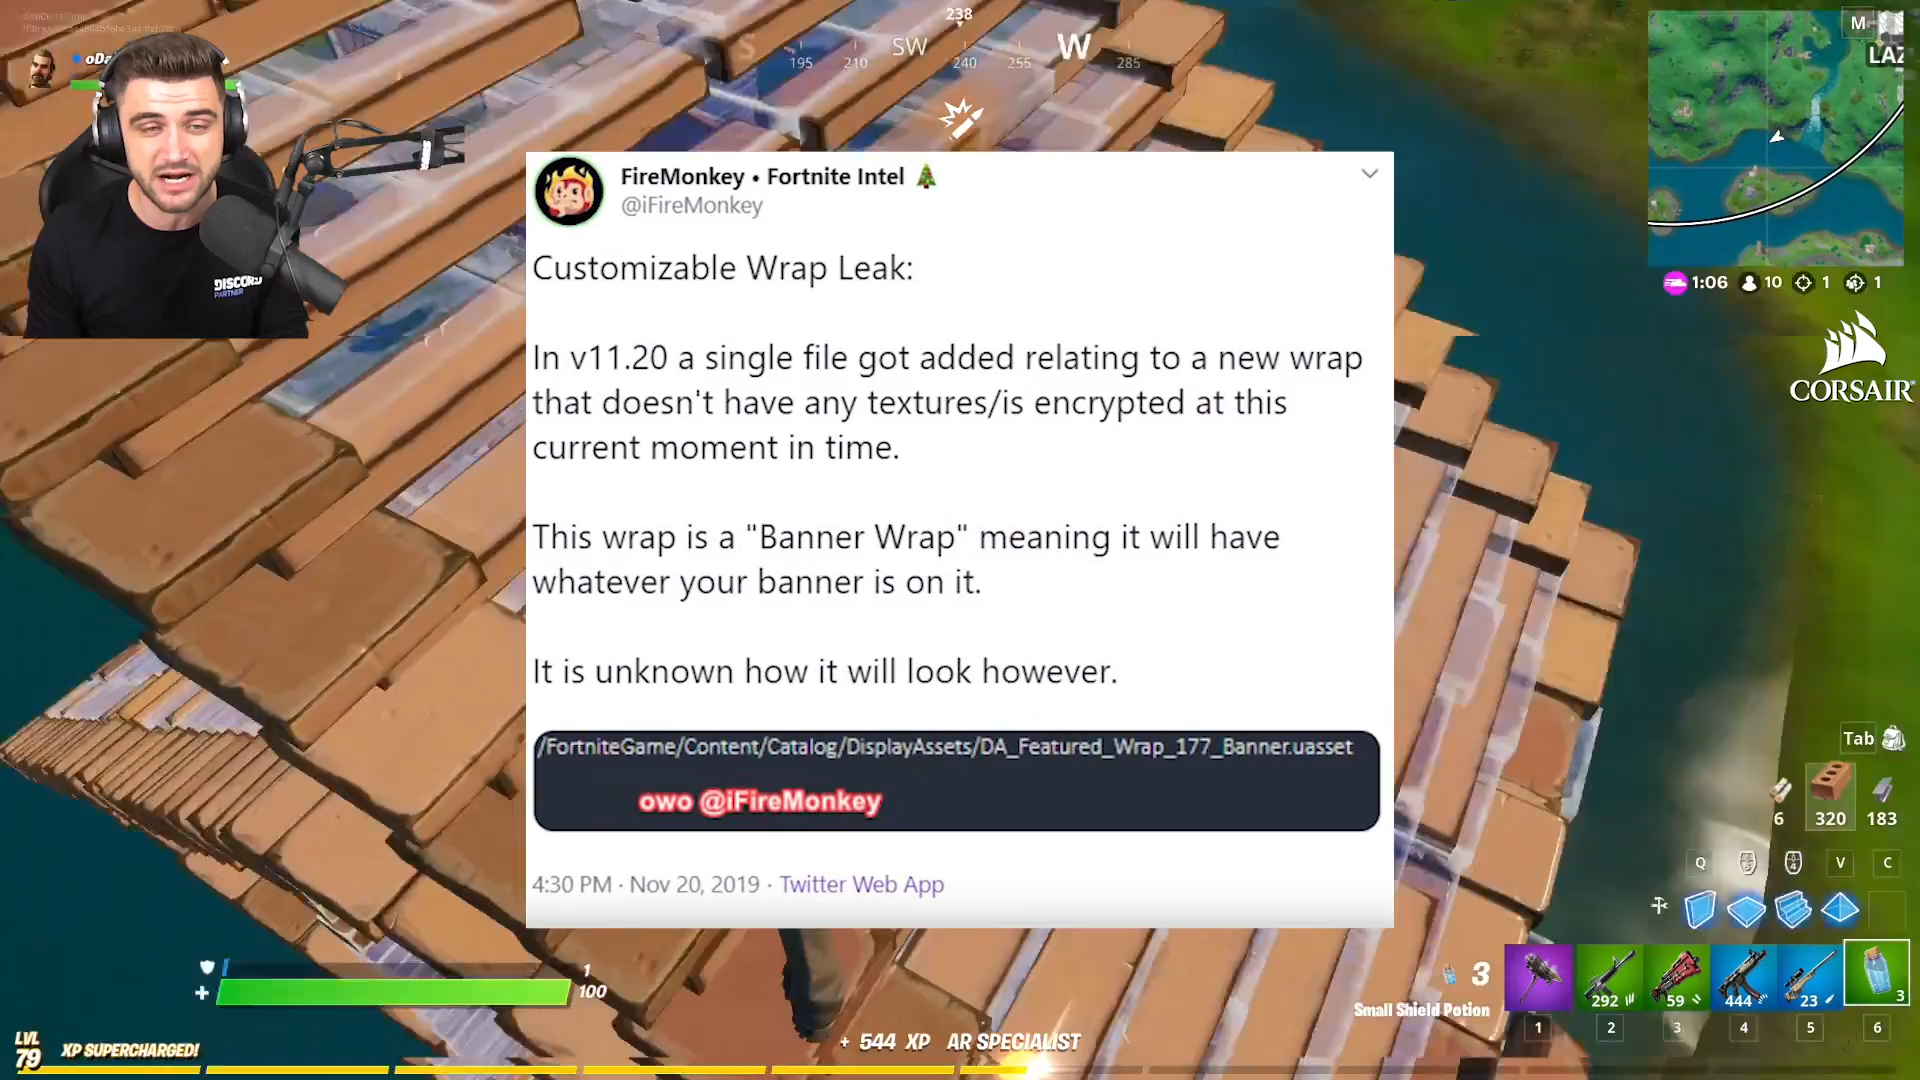 238
S
195
210
SW
240
255
W
285
M
LAZ
oDa
DISCORD
PARTNER
FireMonkey • Fortnite Intel
@iFireMonkey
Customizable Wrap Leak:
In v11.20 a single file got added relating to a new wrap
that doesn't have any textures/is encrypted at this
current moment in time.
This wrap is a "Banner Wrap" meaning it will have
whatever your banner is on it.
It is unknown how it will look however.
/FortniteGame/Content/Catalog/DisplayAssets/DA_Featured_Wrap_177_Banner.uasset
owo @iFireMonkey
4:30 PM · Nov 20, 2019 · Twitter Web App
1:06 10 1 1
CORSAIR
Tab
6 320 183
Q V C
1
100
3
Small Shield Potion
292 59 444 23 3
1 2 3 4 5 6
+ 544 XP AR SPECIALIST
LVL
79
XP SUPERCHARGED!